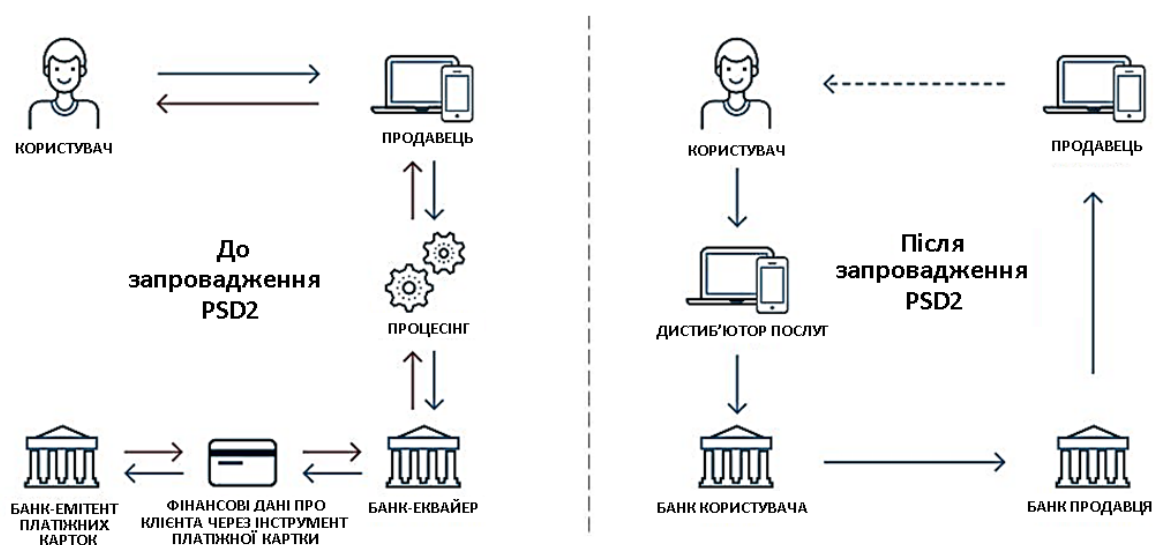 КОРИСТУВАЧ
ПРОДАВЕЦЬ
До
запровадження
PSD2
ПРОЦЕСІНГ
БАНК-ЕМІТЕНТ
ПЛАТІЖНИХ
КАРТОК
ФІНАНСОВІ ДАНІ ПРО
КЛІЄНТА ЧЕРЕЗ ІНСТРУМЕНТ
ПЛАТІЖНОЇ КАРТКИ
БАНК-ЕКВАЙЕР
КОРИСТУВАЧ
ПРОДАВЕЦЬ
Після
запровадження
PSD2
ДИСТИБ’ЮТОР ПОСЛУГ
БАНК КОРИСТУВАЧА
БАНК ПРОДАВЦЯ